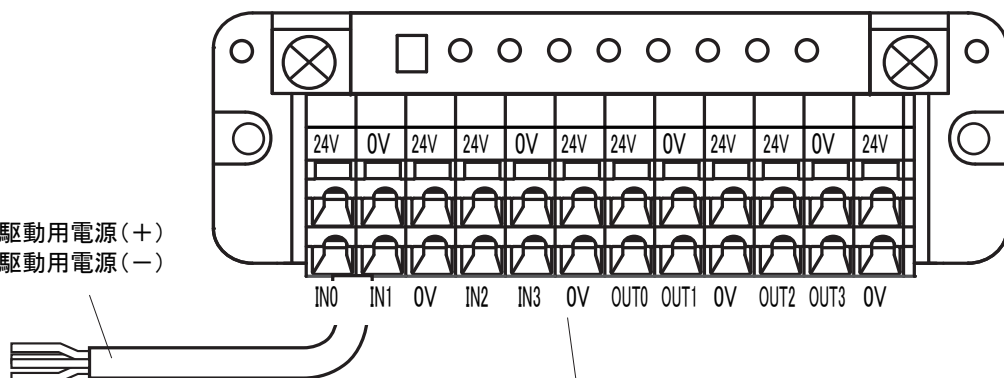 24V 0V 24V 24V 0V 24V 24V 0V 24V 24V 0V 24V
駆動用電源(+)
駆動用電源(-)
IN0 IN1 0V IN2 IN3 0V OUT0 OUT1 0V OUT2 OUT3 0V